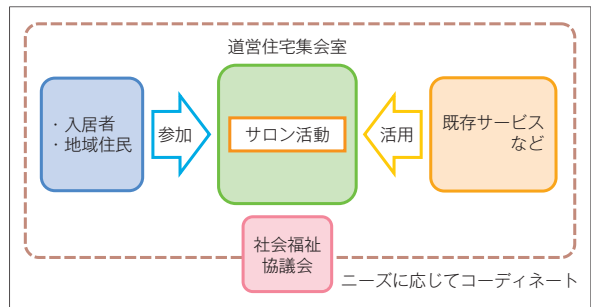 道営住宅集会室
・入居者
・地域住民
参加
サロン活動
活用
既存サービス
など
社会福祉
協議会
ニーズに応じてコーディネート